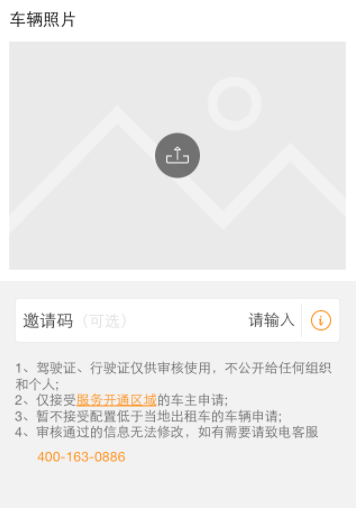 车辆照片
邀请码（可选） 请输入
1、驾驶证、行驶证仅供审核使用，不公开给任何组织
和个人;
2、仅接受服务开通区域的车主申请;
3、暂不接受配置低于当地出租车的车辆申请;
4、审核通过的信息无法修改，如有需要请致电客服
400-163-0886